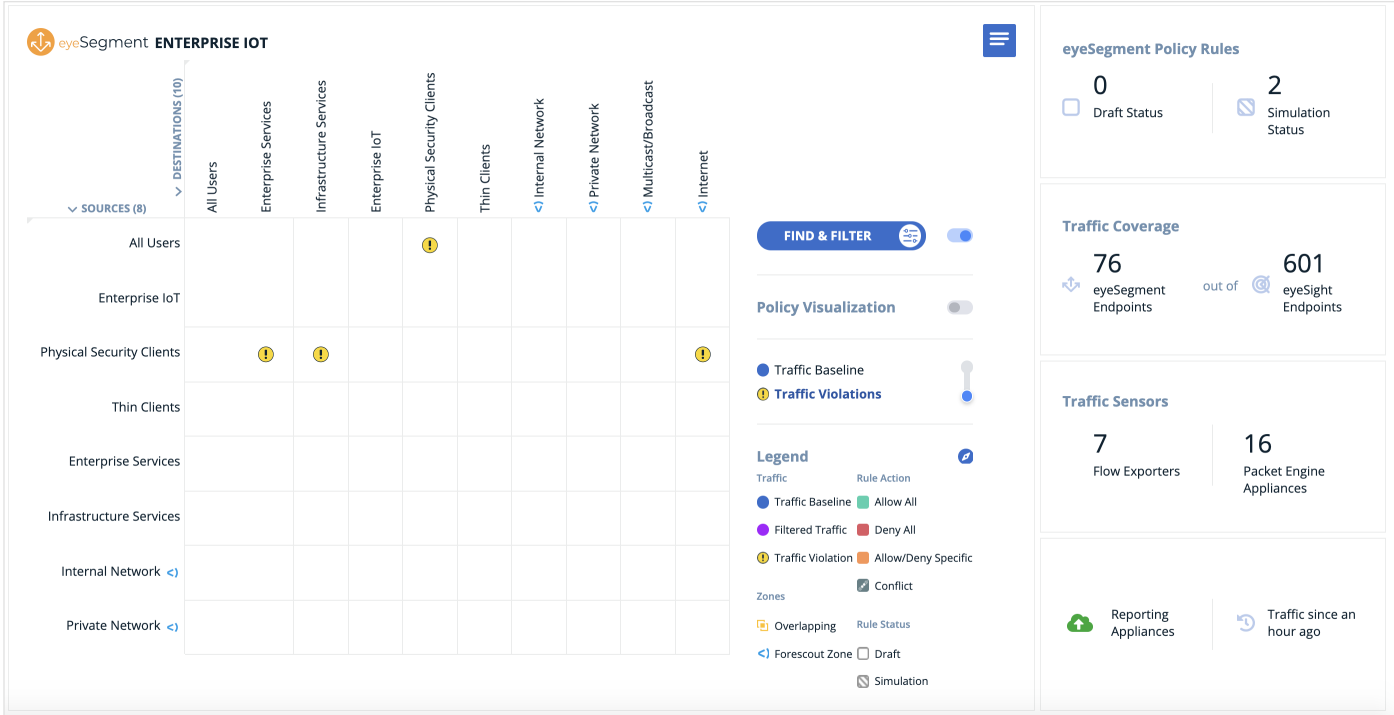 eyeSegment ENTERPRISE IOT
DESTINATIONS (10)
All Users
Enterprise Services
Infrastructure Services
Enterprise IoT
Physical Security Clients
Thin Clients
Internal Network
Private Network
Multicast/Broadcast
Internet
SOURCES (8)
All Users
Enterprise IoT
Physical Security Clients
Thin Clients
Enterprise Services
Infrastructure Services
Internal Network
Private Network
FIND & FILTER
Policy Visualization
Traffic Baseline
Traffic Violations
Legend
Traffic
Traffic Baseline
Filtered Traffic
Traffic Violation
Zones
Overlapping
Forescout Zone
Rule Action
Allow All
Deny All
Allow/Deny Specific
Conflict
Rule Status
Draft
Simulation
eyeSegment Policy Rules
0
Draft Status
2
Simulation
Status
Traffic Coverage
76
eyeSegment
Endpoints
out of
601
eyeSight
Endpoints
Traffic Sensors
7
Flow Exporters
16
Packet Engine
Appliances
Reporting
Appliances
Traffic since an
hour ago